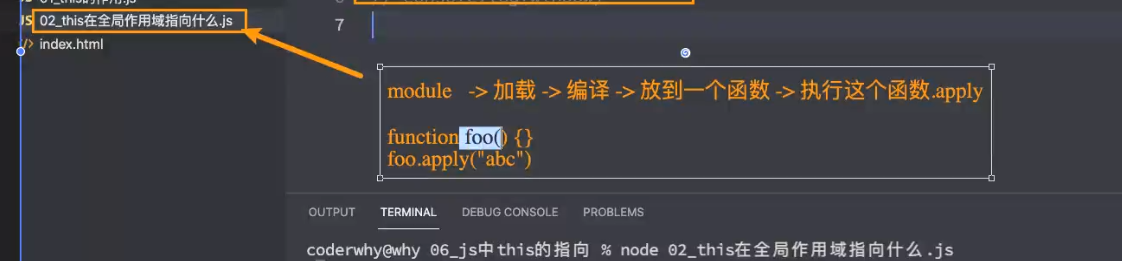 02_this在全局作用域指向什么.js
index.html
7
module -> 加载 -> 编译 -> 放到一个函数 -> 执行这个函数.apply
function foo() {}
foo.apply("abc")
OUTPUT TERMINAL DEBUG CONSOLE PROBLEMS
coderwhy@why 06_js中this的指向 % node 02_this在全局作用域指向什么.js